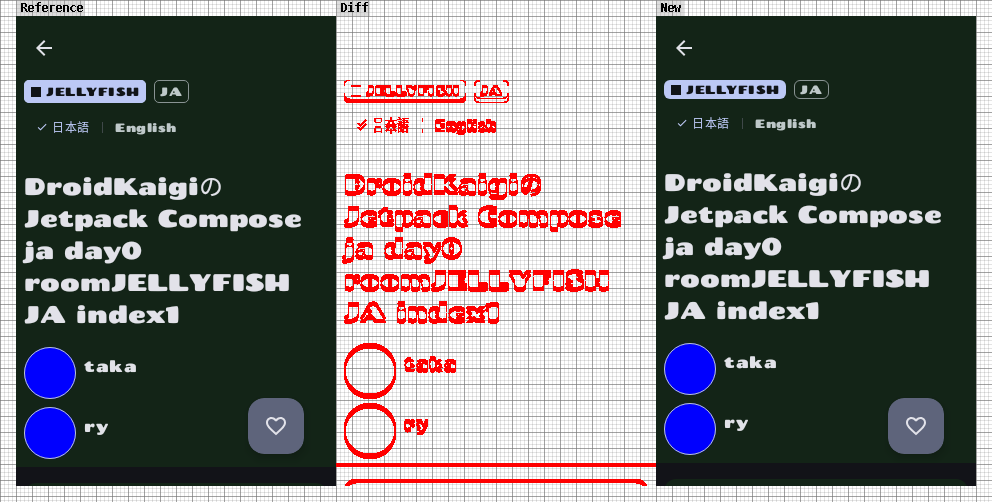 Reference
Diff
New
JELLYFISH JA
日本語 English
DroidKaigiの
Jetpack Compose
ja day0
roomJELLYFISH
JA index1
taka
ry
JELLYFISH JA
日本語 English
DroidKaigiの
Jetpack Compose
ja day0
roomJELLYFISH
JA index1
taka
ry
JELLYFISH JA
日本語 English
DroidKaigiの
Jetpack Compose
ja day0
roomJELLYFISH
JA index1
taka
ry